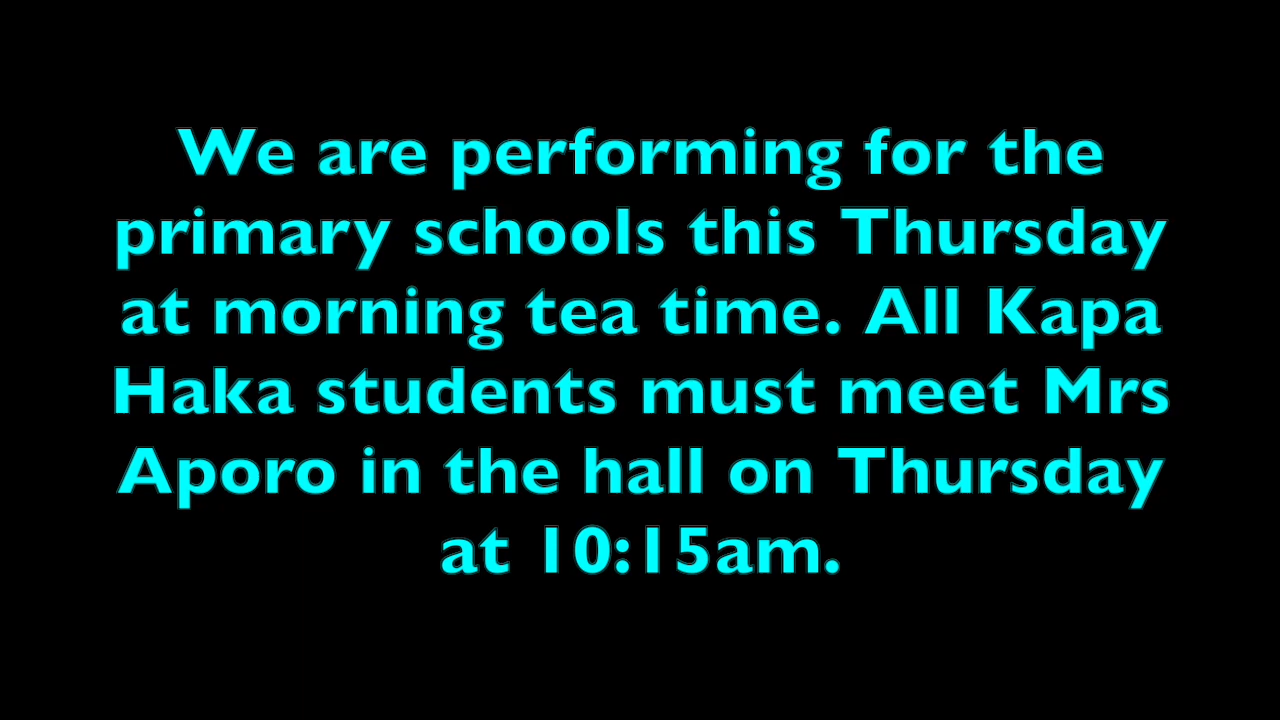 We are performing for the
primary schools this Thursday
at morning tea time. All Kapa
Haka students must meet Mrs
Aporo in the hall on Thursday
at 10:15am.